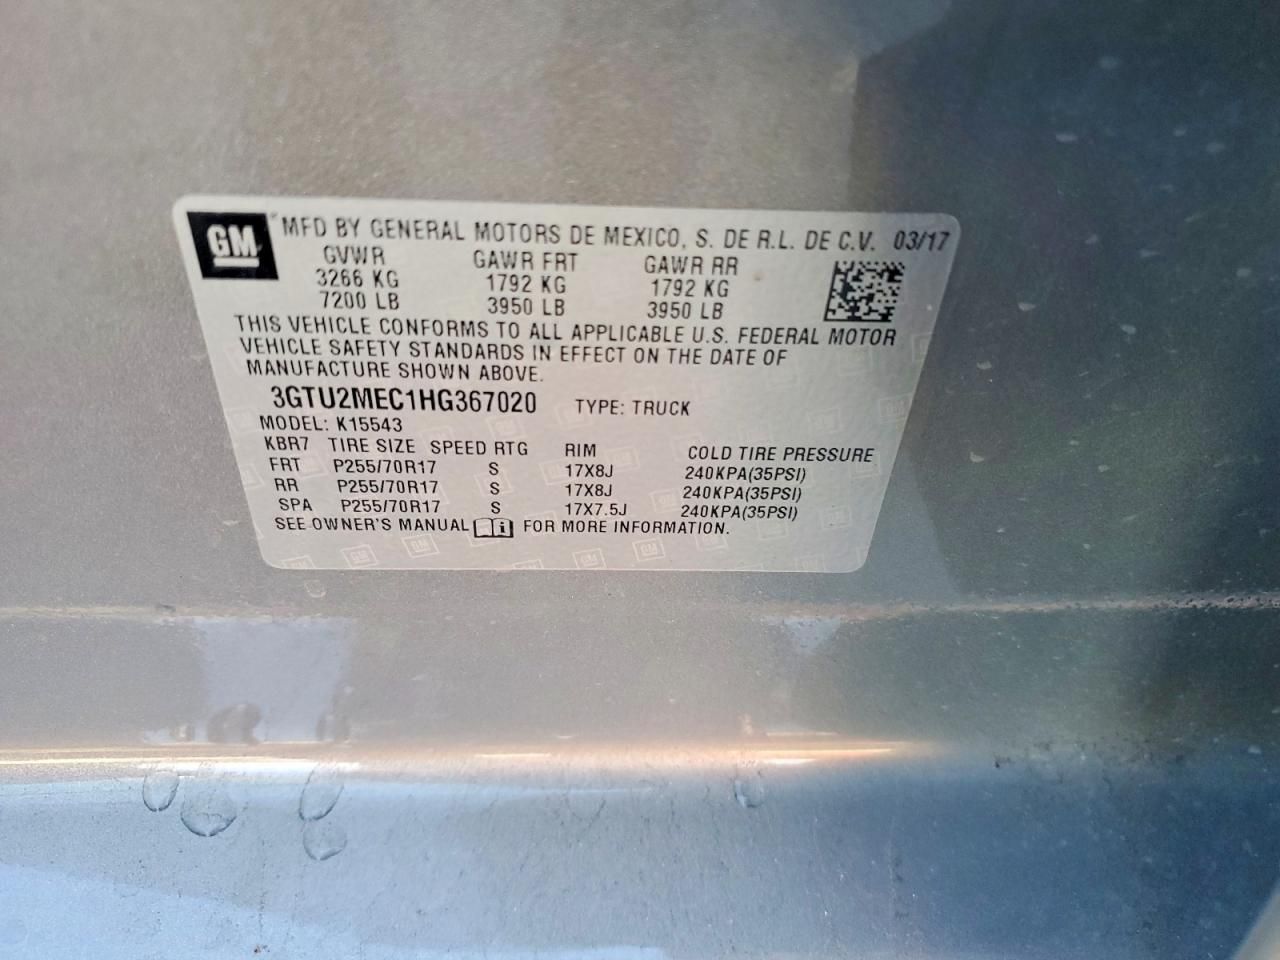 GM
® MFD BY GENERAL MOTORS DE MEXICO, S. DE R.L. DE C.V. 03/17
GVWR GAWR FRT GAWR RR
3266 KG 1792 KG 1792 KG
7200 LB 3950 LB 3950 LB
THIS VEHICLE CONFORMS TO ALL APPLICABLE U.S. FEDERAL MOTOR
VEHICLE SAFETY STANDARDS IN EFFECT ON THE DATE OF
MANUFACTURE SHOWN ABOVE.
3GTU2MEC1HG367020 TYPE: TRUCK
MODEL: K15543
KBR7 TIRE SIZE SPEED RTG RIM COLD TIRE PRESSURE
FRT P255/70R17 S 17X8J 240KPA(35PSI)
RR P255/70R17 S 17X8J 240KPA(35PSI)
SPA P255/70R17 S 17X7.5J 240KPA(35PSI)
SEE OWNER'S MANUAL i FOR MORE INFORMATION.